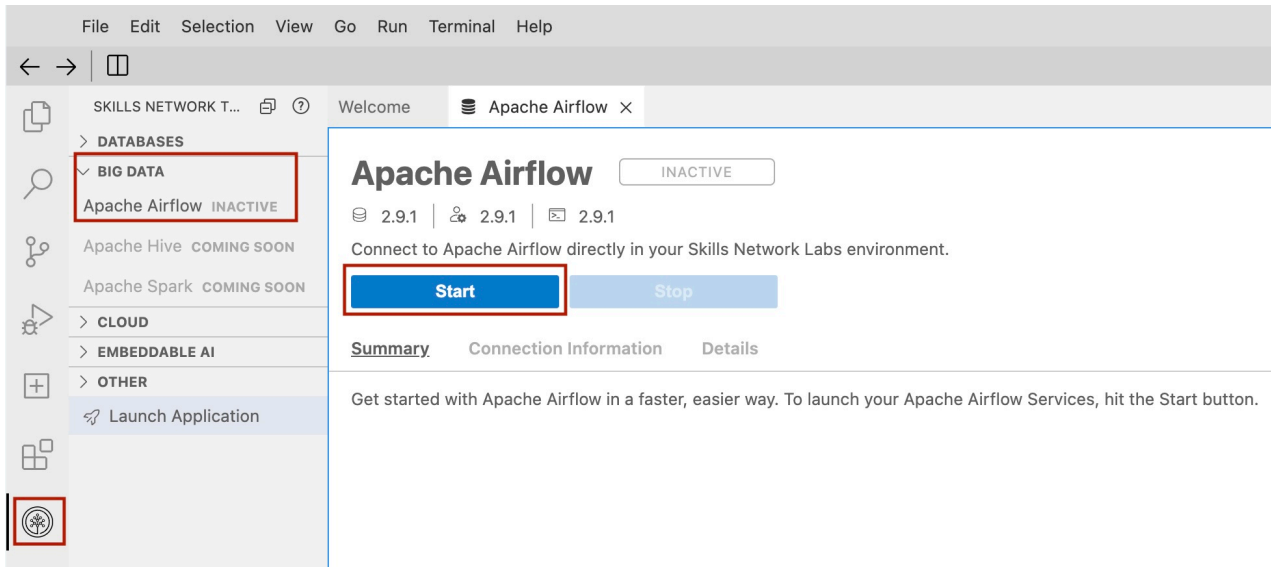 File Edit Selection View Go Run Terminal Help
SKILLS NETWORK T...
DATABASES
BIG DATA
Apache Airflow INACTIVE
Apache Hive COMING SOON
Apache Spark COMING SOON
CLOUD
EMBEDDABLE AI
OTHER
Launch Application
Welcome Apache Airflow
Apache Airflow INACTIVE
2.9.1 2.9.1 2.9.1
Connect to Apache Airflow directly in your Skills Network Labs environment.
Start Stop
Summary Connection Information Details
Get started with Apache Airflow in a faster, easier way. To launch your Apache Airflow Services, hit the Start button.